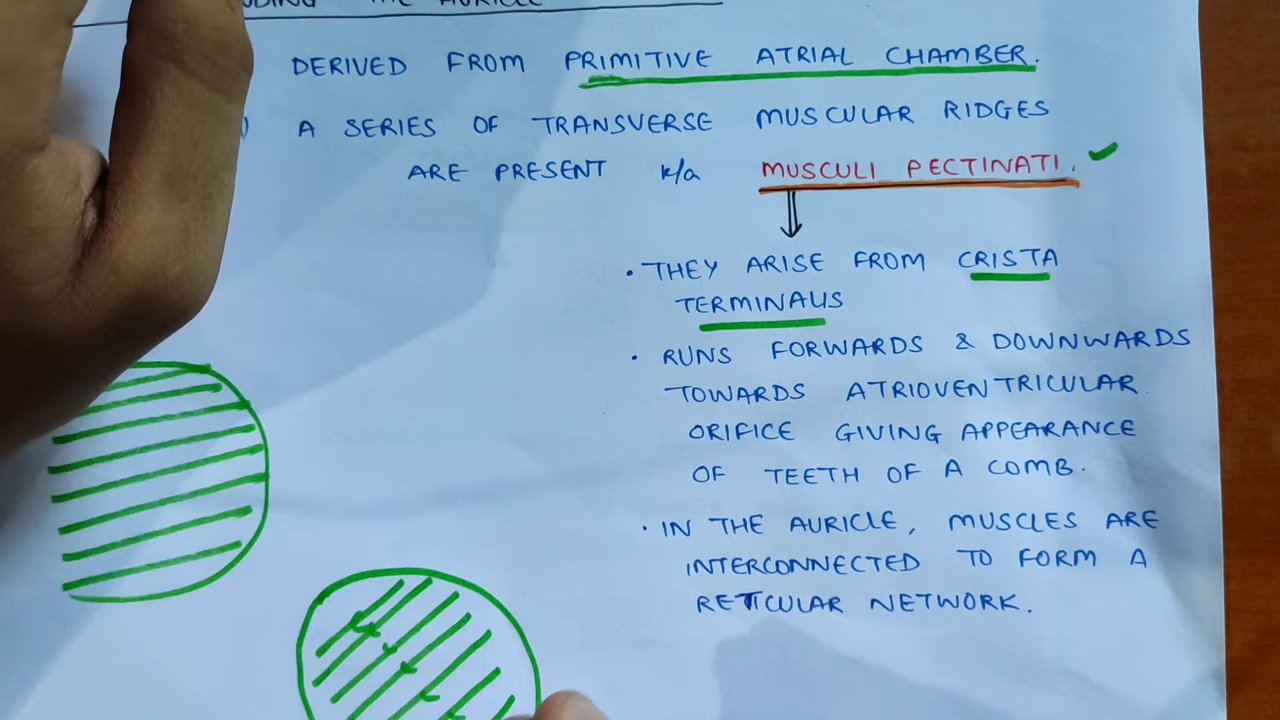 THE AURICLE
DERIVED FROM PRIMITIVE ATRIAL CHAMBER.
) A SERIES OF TRANSVERSE MUSCULAR RIDGES
ARE PRESENT K/a MUSCULI PECTINATI.
• THEY ARISE FROM CRISTA
TERMINALIS
• RUNS FORWARDS & DOWNWARDS
TOWARDS ATRIOVENTRICULAR
ORIFICE GIVING APPEARANCE
OF TEETH OF A COMB.
• IN THE AURICLE, MUSCLES ARE
INTERCONNECTED TO FORM A
RETICULAR NETWORK.